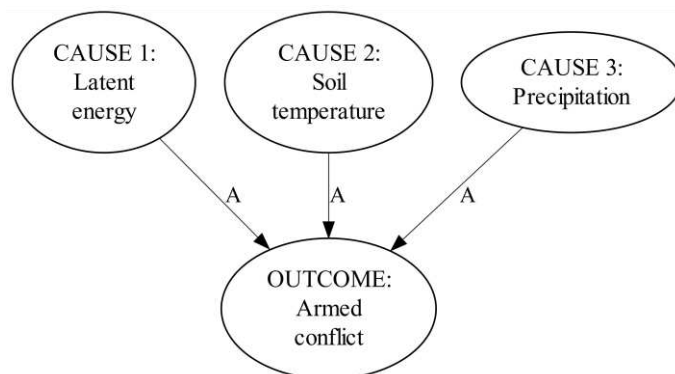 CAUSE 1:
Latent
energy
CAUSE 2:
Soil
temperature
CAUSE 3:
Precipitation
A
A
A
OUTCOME:
Armed
conflict